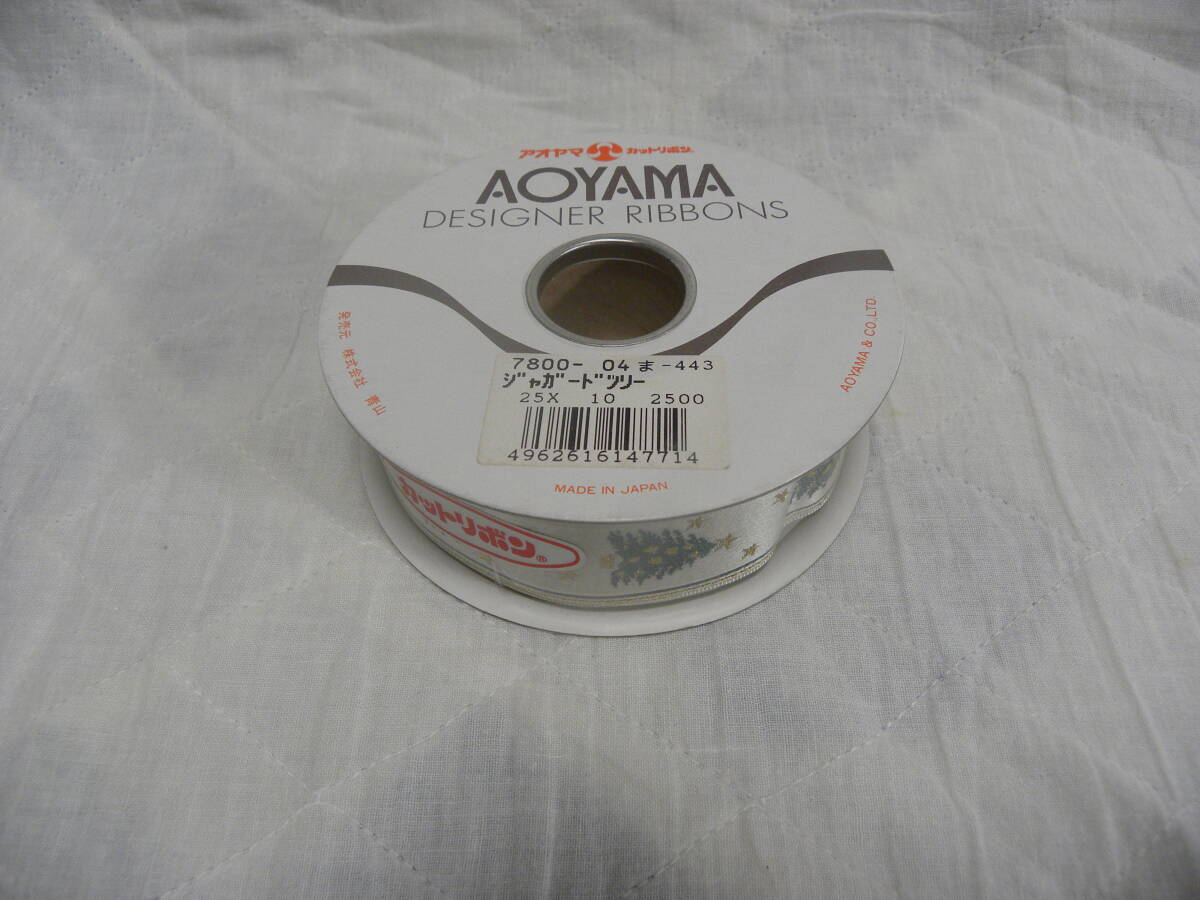 アオヤマ カットリボン
AOYAMA
DESIGNER RIBBONS
発売元 株式会社 青山
AOYAMA & CO.,LTD.
7800- 04ま-443
ジャガードツリー
25X 10 2500
4962616147714
MADE IN JAPAN
カットリボン®